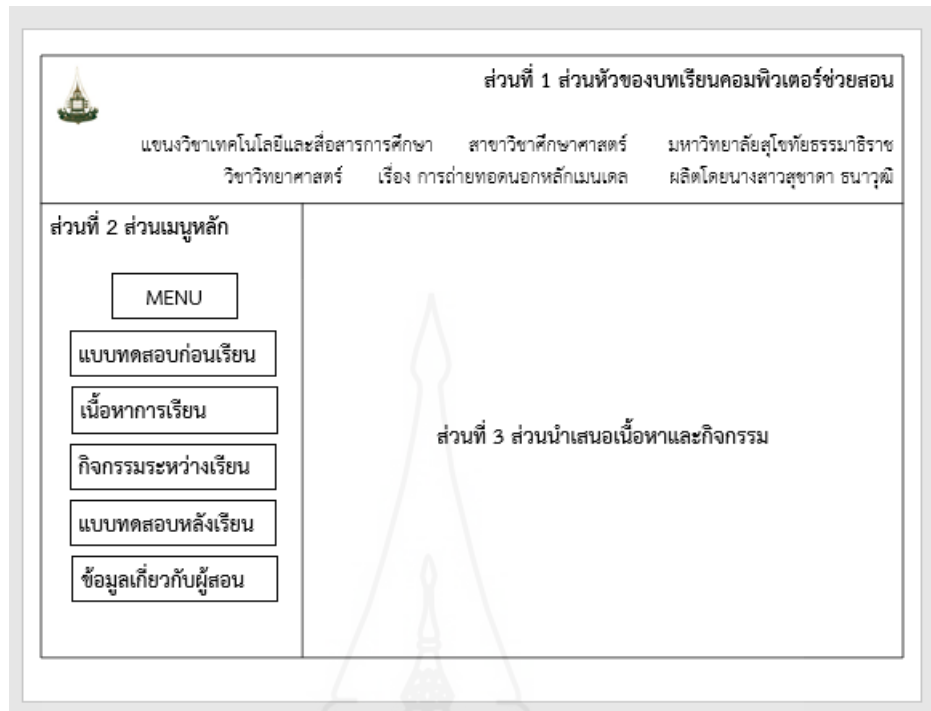 ส่วนที่ 1 ส่วนหัวของบทเรียนคอมพิวเตอร์ช่วยสอน
แขนงวิชาเทคโนโลยีและสื่อสารการศึกษา สาขาวิชาศึกษาศาสตร์ มหาวิทยาลัยสุโขทัยธรรมาธิราช
วิชาวิทยาศาสตร์ เรื่อง การถ่ายทอดนอกหลักเมนเดล ผลิตโดยนางสาวสุชาดา ธนาวุฒิ
ส่วนที่ 2 ส่วนเมนูหลัก
MENU
แบบทดสอบก่อนเรียน
เนื้อหาการเรียน
กิจกรรมระหว่างเรียน
แบบทดสอบหลังเรียน
ข้อมูลเกี่ยวกับผู้สอน
ส่วนที่ 3 ส่วนนำเสนอเนื้อหาและกิจกรรม